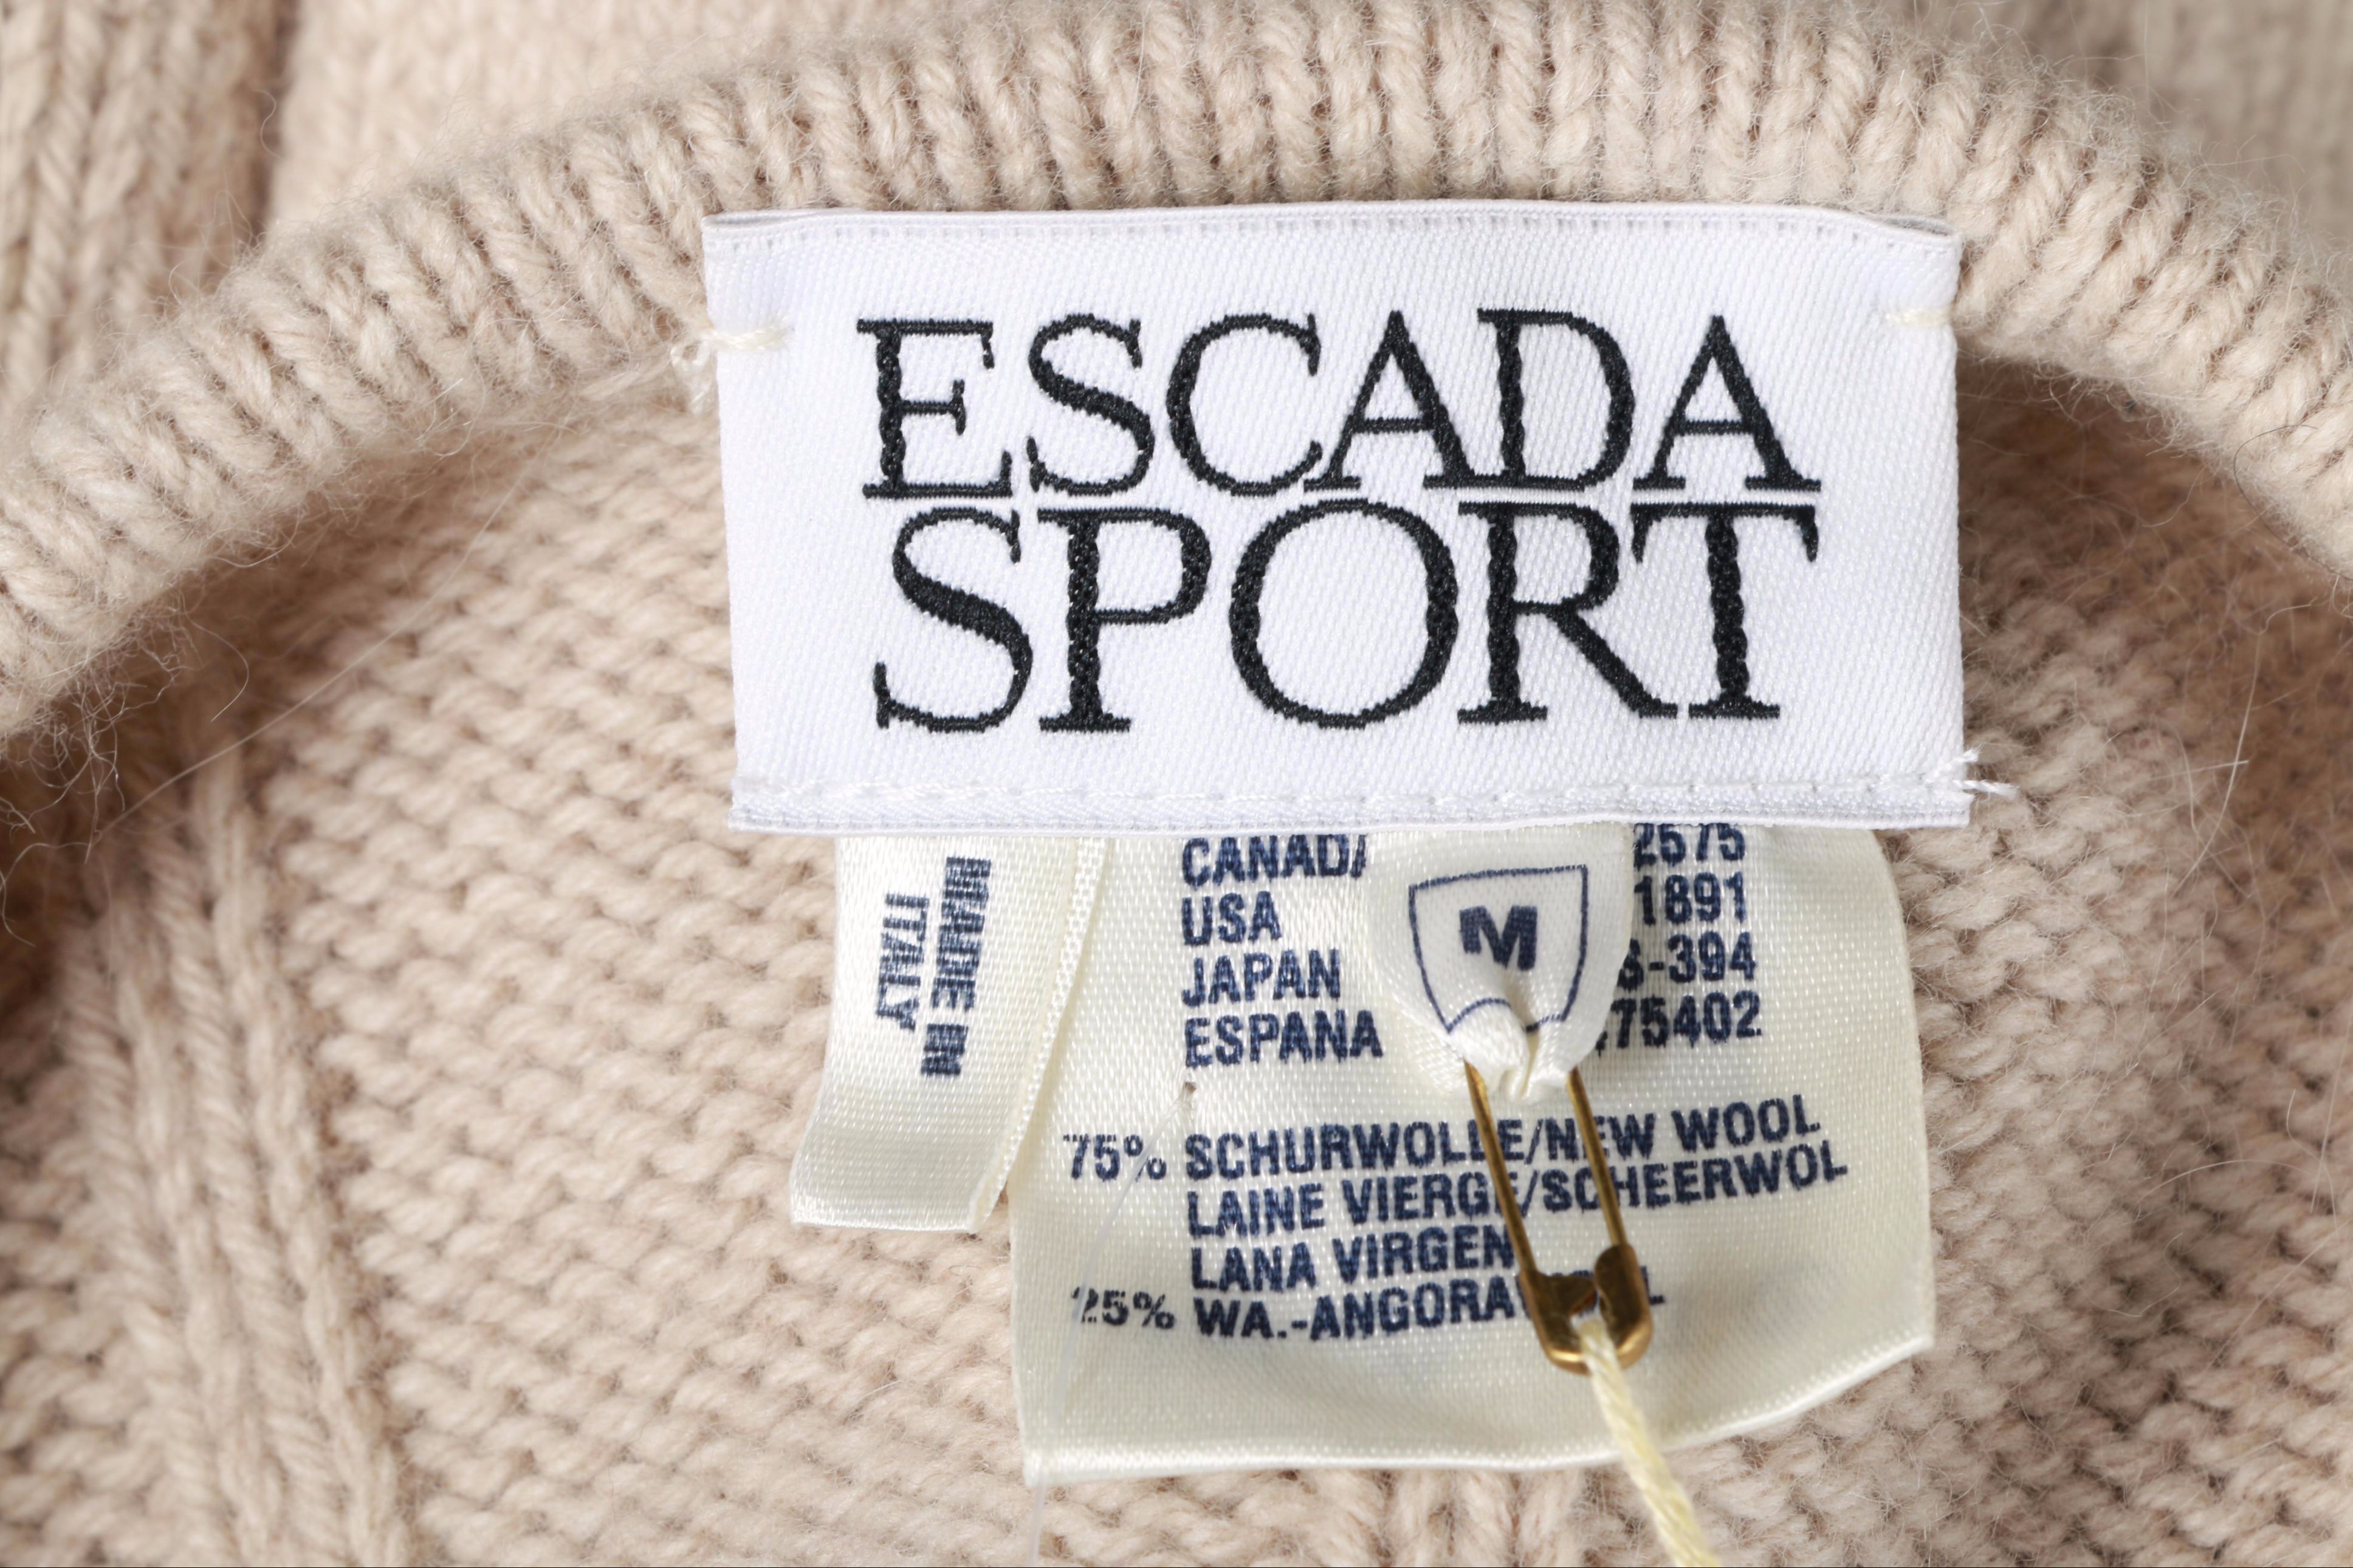 ESCADA
SPORT
MADE IN
ITALY
M
CANADA 2575
USA 1891
JAPAN -394
ESPANA 75402
75% SCHURWOLLE/NEW WOOL
LAINE VIERGE/SCHEERWOL
LANA VIRGEN
25% WA.-ANGORA